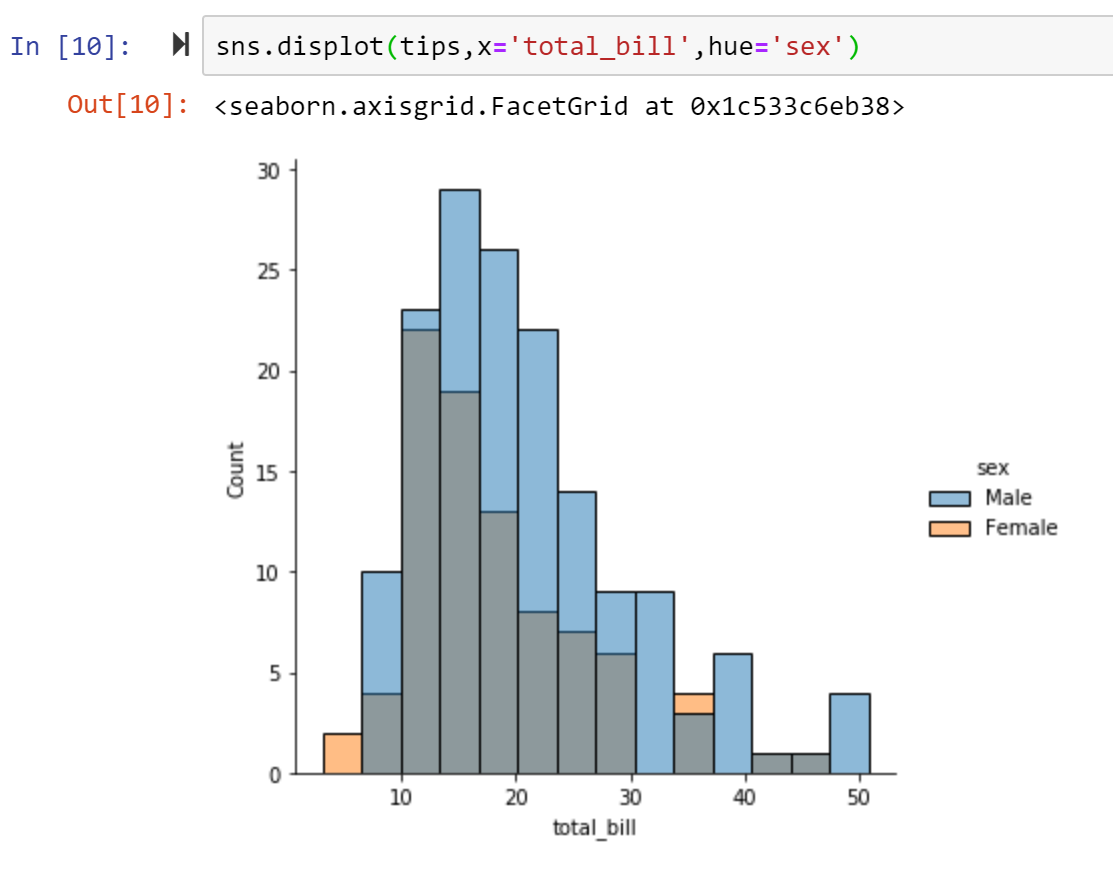 In [10]: sns.displot(tips,x='total_bill',hue='sex')
Out[10]: <seaborn.axisgrid.FacetGrid at 0x1c533c6eb38>
30
25
20
15
10
5
0
Count
10 20 30 40 50
total_bill
sex
Male
Female